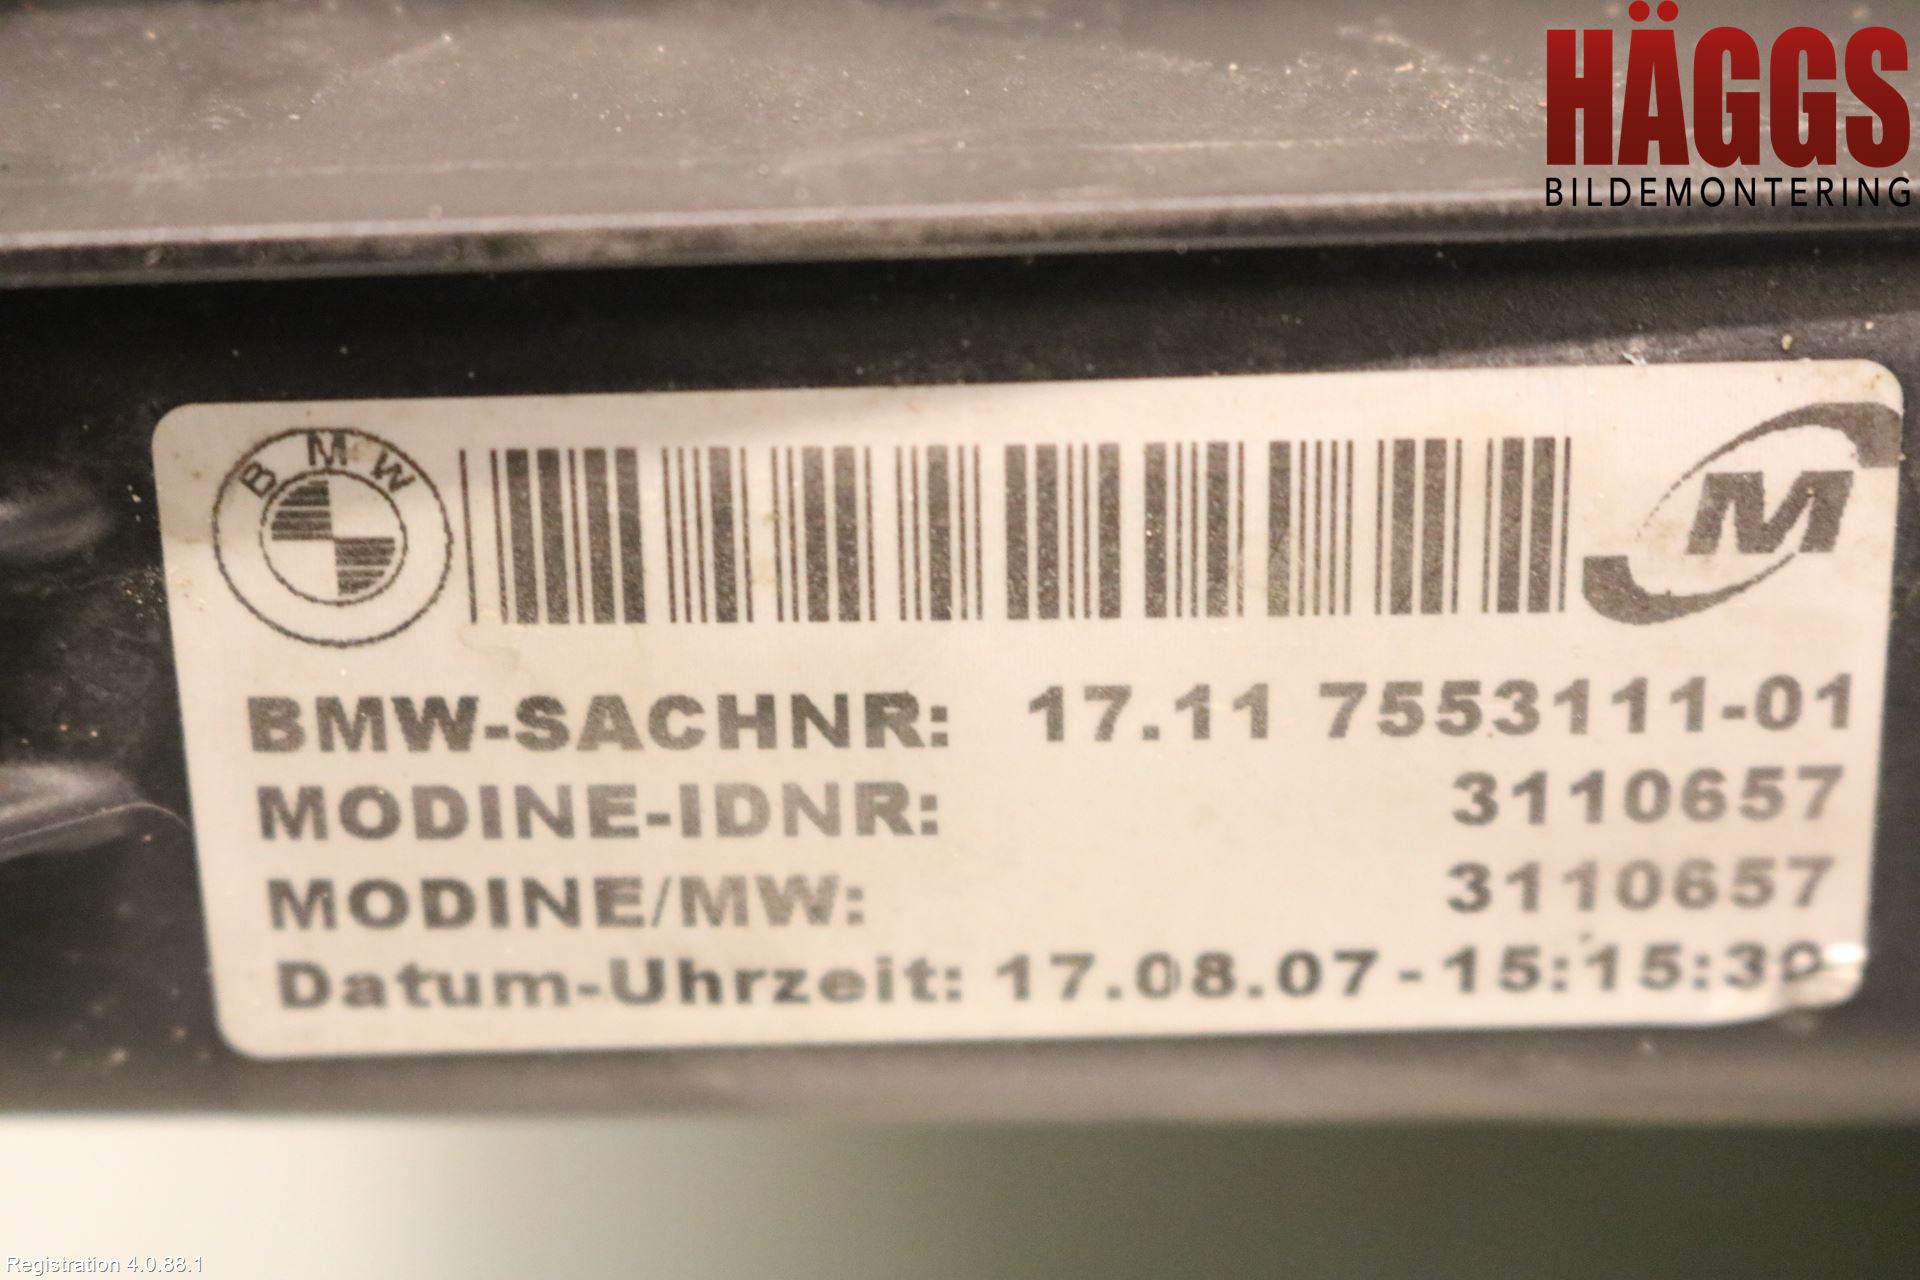 HÄGGS
BILDEMONTERING
BMW
M
BMW-SACHNR: 17.11 7553111-01
MODINE-IDNR: 3110657
MODINE/MW: 3110657
Datum-Uhrzeit: 17.08.07-15:15:39
Registration 4.0.88.1